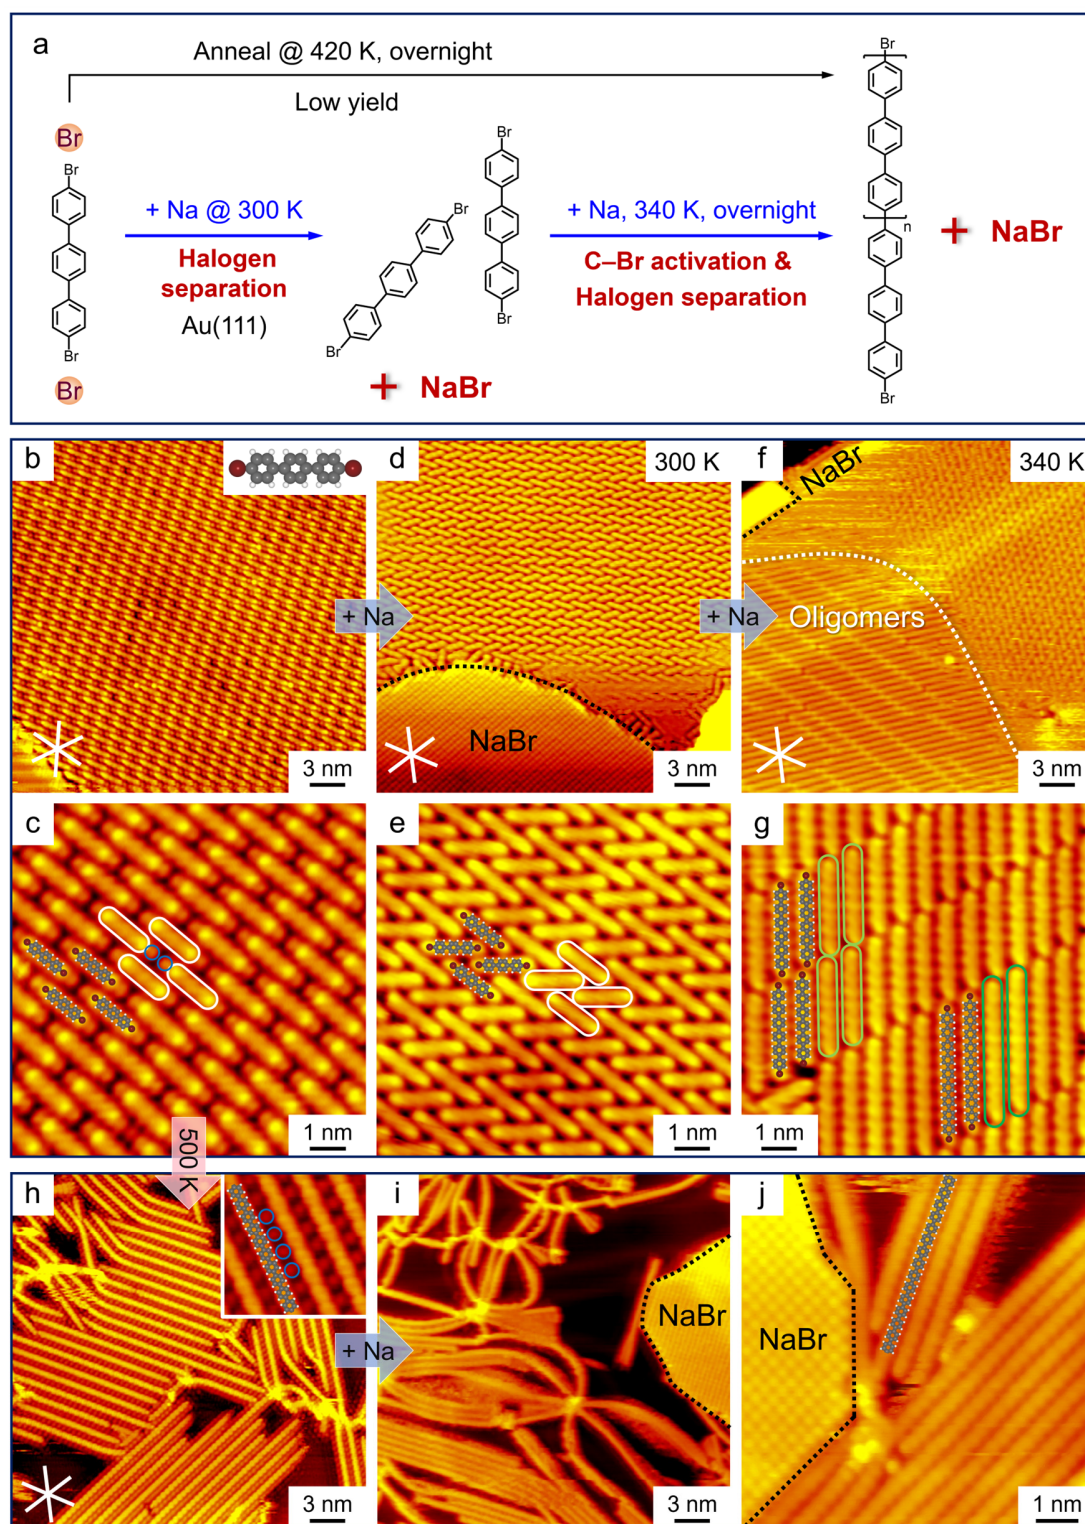 a
Anneal @ 420 K, overnight
Low yield
Br
Br
Br
Br
+ Na @ 300 K
Halogen
separation
Au(111)
Br
Br
Br
Br
+ NaBr
+ Na, 340 K, overnight
C–Br activation &
Halogen separation
Br
n
Br
+ NaBr
b
3 nm
+ Na
d
300 K
NaBr
3 nm
+ Na
f
340 K
NaBr
Oligomers
3 nm
c
1 nm
e
1 nm
g
1 nm
500 K
h
3 nm
+ Na
i
NaBr
3 nm
j
NaBr
1 nm